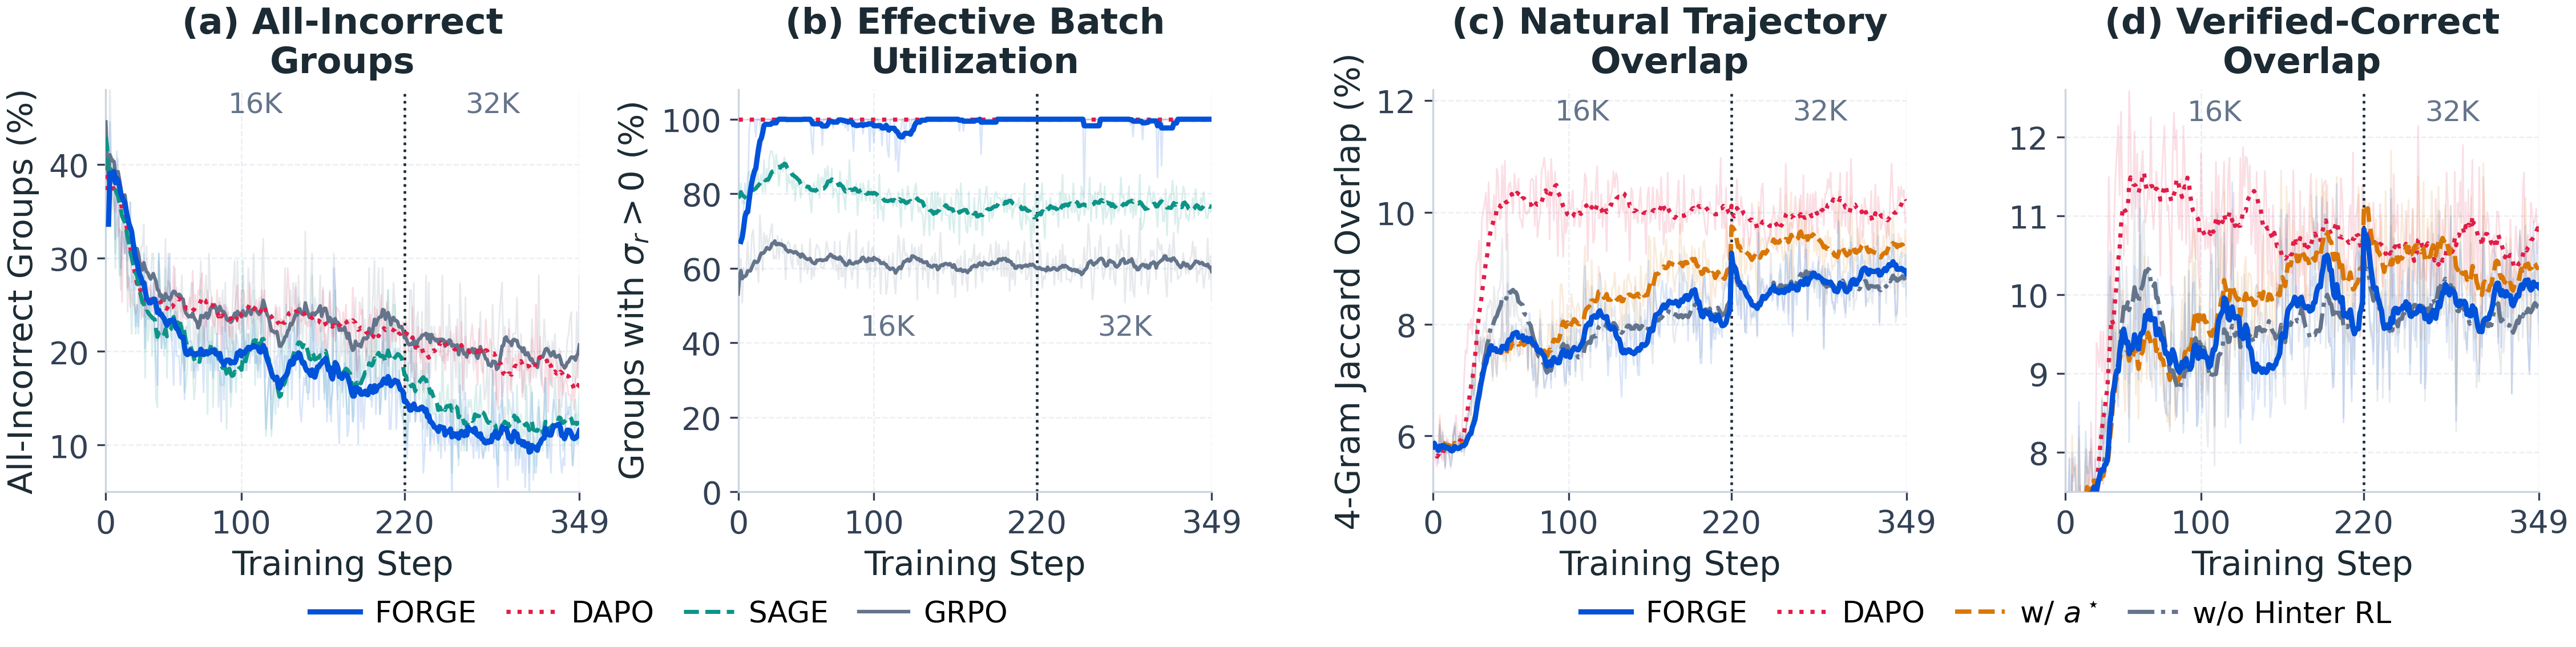 (a) All-Incorrect
Groups
All-Incorrect Groups (%)
40
30
20
10
16K
32K
0
100
220
349
Training Step
(b) Effective Batch
Utilization
Groups with σr > 0 (%)
100
80
60
40
20
0
16K
32K
0
100
220
349
Training Step
FORGE
DAPO
SAGE
GRPO
(c) Natural Trajectory
Overlap
4-Gram Jaccard Overlap (%)
12
10
8
6
16K
32K
0
100
220
349
Training Step
(d) Verified-Correct
Overlap
12
11
10
9
8
16K
32K
0
100
220
349
Training Step
FORGE
DAPO
w/ a⋆
w/o Hinter RL